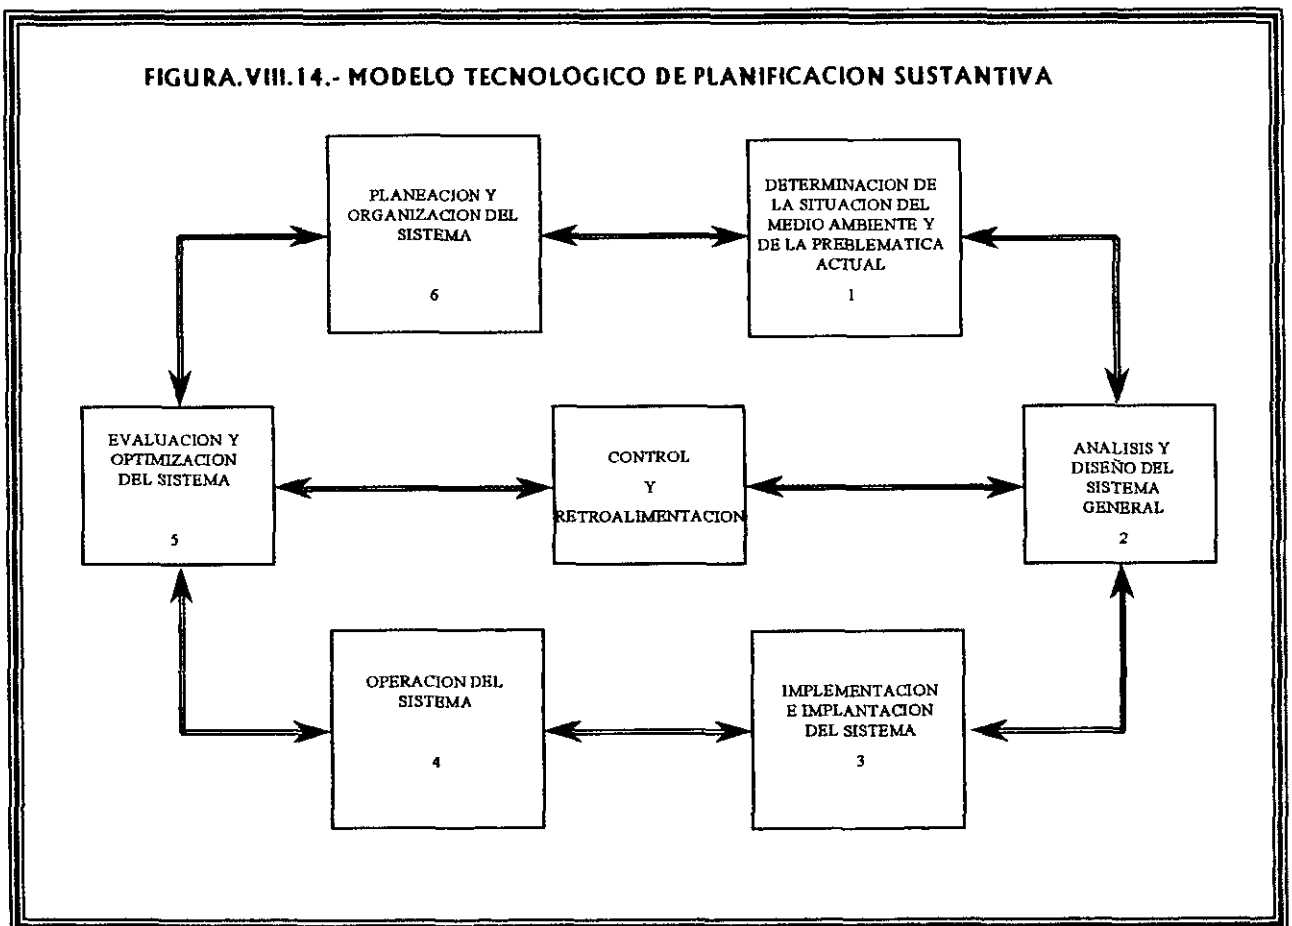 FIGURA.VIII.14.- MODELO TECNOLOGICO DE PLANIFICACION SUSTANTIVA
PLANEACION Y
ORGANIZACION DEL
SISTEMA
6
DETERMINACION DE
LA SITUACION DEL
MEDIO AMBIENTE Y
DE LA PREBLEMATICA
ACTUAL
1
EVALUACION Y
OPTIMIZACION
DEL SISTEMA
5
CONTROL
Y
RETROALIMENTACION
ANALISIS Y
DISEÑO DEL
SISTEMA
GENERAL
2
OPERACION DEL
SISTEMA
4
IMPLEMENTACION
E IMPLANTACION
DEL SISTEMA
3